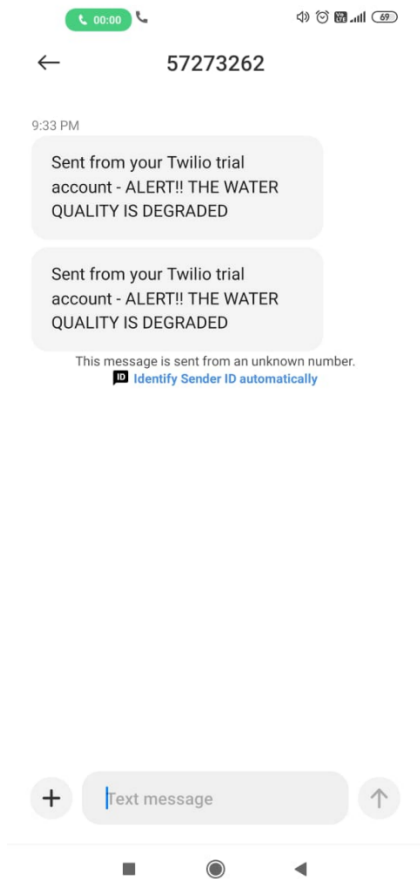 00:00
69
57273262
9:33 PM
Sent from your Twilio trial
account - ALERT!! THE WATER
QUALITY IS DEGRADED
Sent from your Twilio trial
account - ALERT!! THE WATER
QUALITY IS DEGRADED
This message is sent from an unknown number.
ID Identify Sender ID automatically
Text message